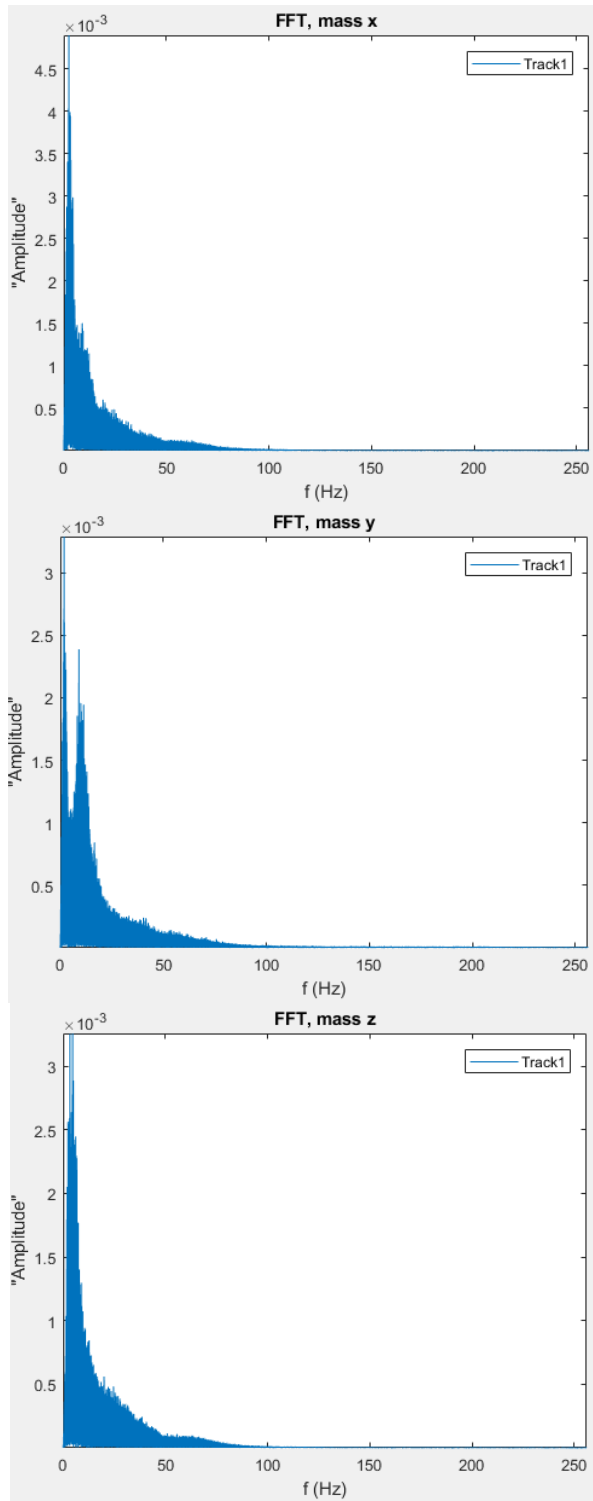 FFT, mass x
×10-3
Track1
4.5
4
3.5
3
2.5
2
1.5
1
0.5
"Amplitude"
0 50 100 150 200 250
f (Hz)
FFT, mass y
×10-3
Track1
3
2.5
2
1.5
1
0.5
"Amplitude"
0 50 100 150 200 250
f (Hz)
FFT, mass z
×10-3
Track1
3
2.5
2
1.5
1
0.5
"Amplitude"
0 50 100 150 200 250
f (Hz)